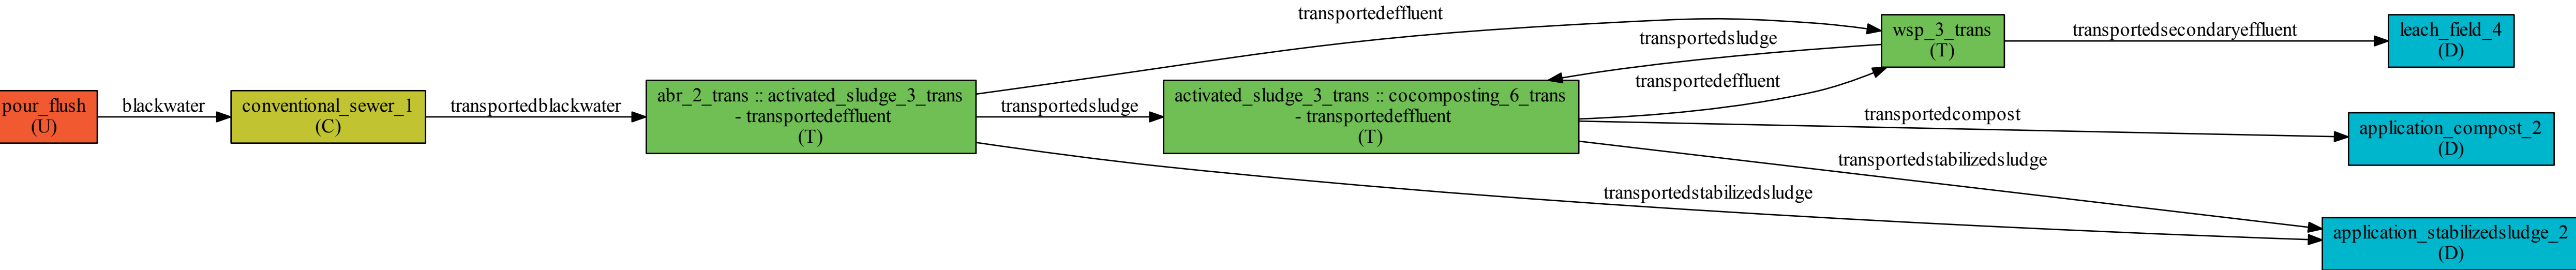 pour_flush
(U)
blackwater
conventional_sewer_1
(C)
transportedblackwater
abr_2_trans :: activated_sludge_3_trans
- transportedeffluent
(T)
transportedeffluent
transportedsludge
transportedstabilizedsludge
activated_sludge_3_trans :: cocomposting_6_trans
- transportedeffluent
(T)
transportedsludge
transportedeffluent
transportedcompost
transportedstabilizedsludge
wsp_3_trans
(T)
transportedsecondaryeffluent
leach_field_4
(D)
application_compost_2
(D)
application_stabilizedsludge_2
(D)